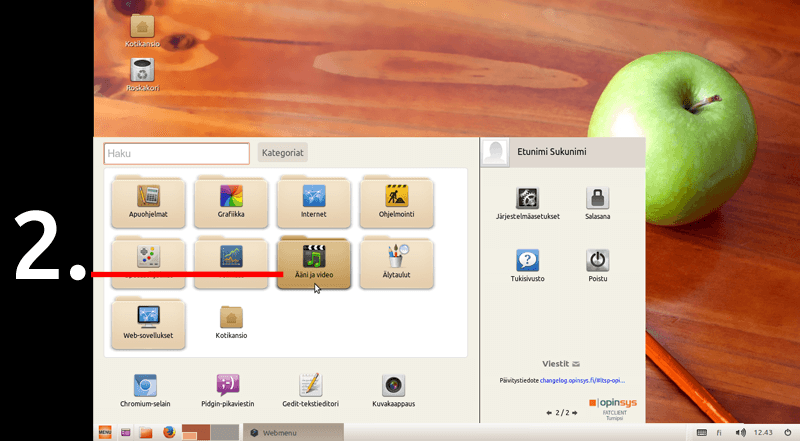 Kotikansio
Roskakori
Haku
Kategoriat
Etunimi Sukunimi
Apuohjelmat
Grafiikka
Internet
Ohjelmointi
Järjestelmäasetukset
Salasana
2.
Ääni ja video
Älytaulut
Tukisivusto
Poistu
Web-sovellukset
Kotikansio
Viestit
Päivitystiedote changelog.opinsys.fi/#ltsp-opi...
Chromium-selain
Pidgin-pikaviestin
Gedit-tekstieditori
Kuvakaappaus
2 / 2
opinsys
FATCLIENT
Tunnipsi
MENU
Webmenu
fi
12.43